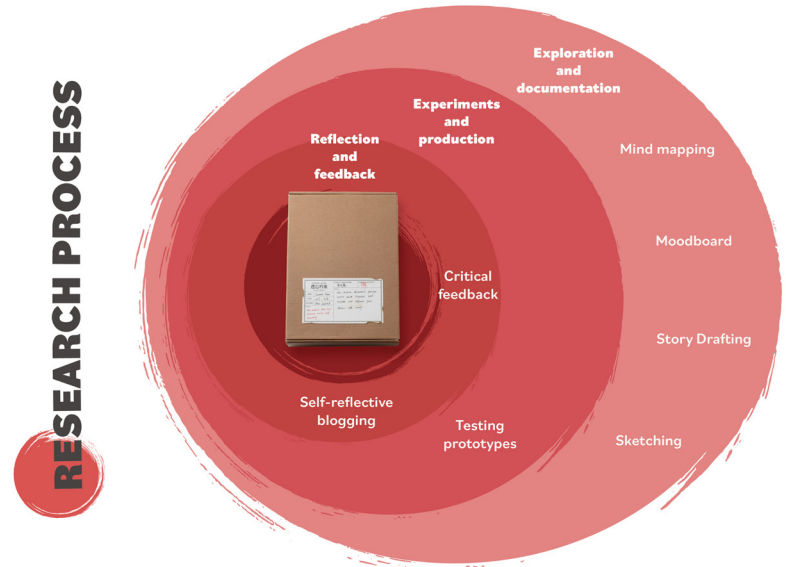 RESEARCH PROCESS
Exploration
and
documentation
Mind mapping
Moodboard
Story Drafting
Sketching
Experiments
and
production
Testing
prototypes
Reflection
and
feedback
Critical
feedback
Self-reflective
blogging